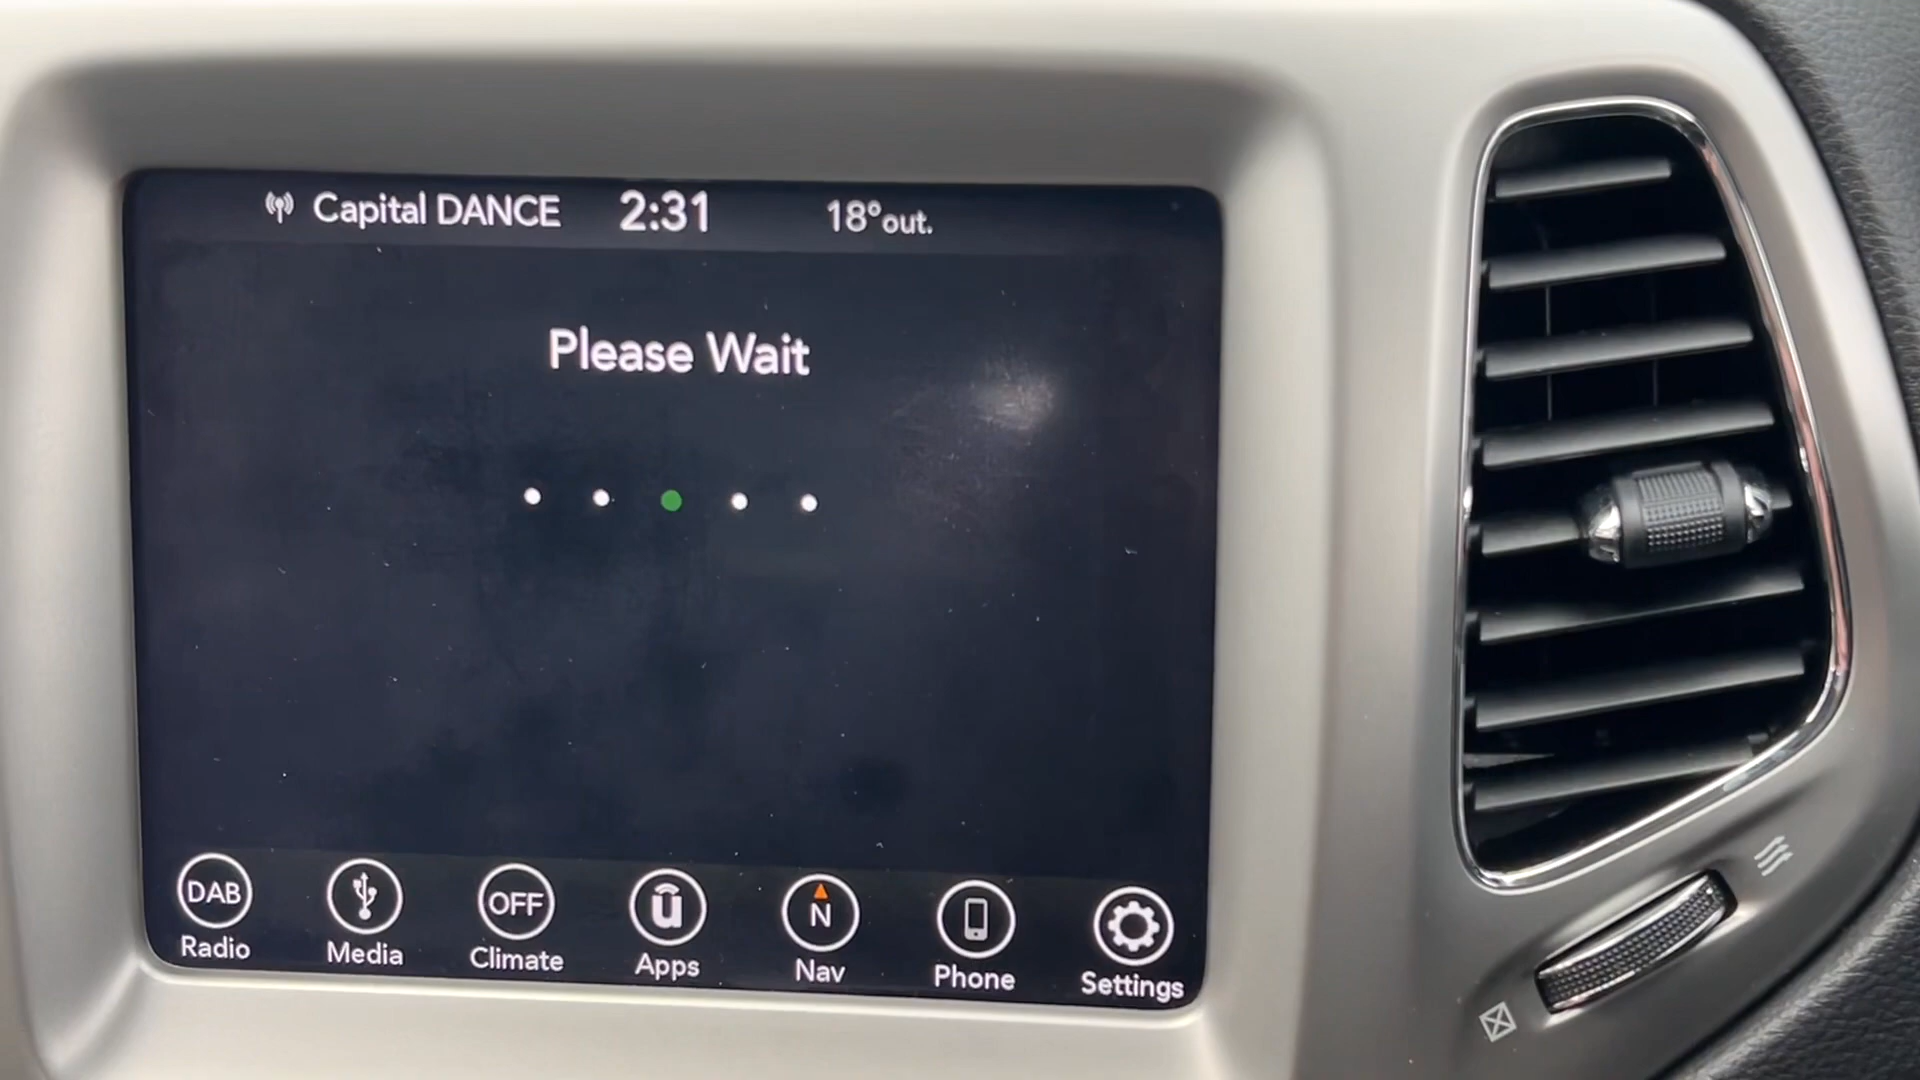 Capital DANCE 2:31 18°out.
Please Wait
DAB OFF u N
Radio Media Climate Apps Nav Phone Settings